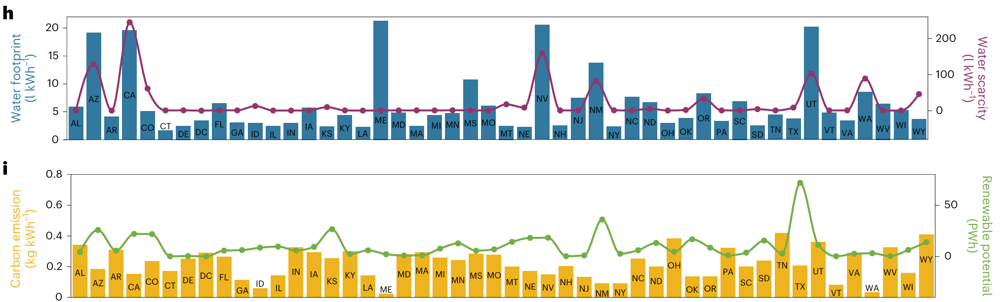 h
Water footprint
(l kWh⁻¹)
20
15
10
5
0
AL AZ AR CA CO CT DE DC FL GA ID IL IN IA KS KY LA ME MD MA MI MN MS MO MT NE NV NH NJ NM NY NC ND OH OK OR PA SC SD TN TX UT VT VA WA WV WI WY
200
100
0
Water scarcity
(l kWh⁻¹)
i
Carbon emission
(kg kWh⁻¹)
0.8
0.6
0.4
0.2
0
AL AZ AR CA CO CT DE DC FL GA ID IL IN IA KS KY LA ME MD MA MI MN MS MO MT NE NV NH NJ NM NY NC ND OH OK OR PA SC SD TN TX UT VT VA WA WV WI WY
50
0
Renewable potential
(PWh)